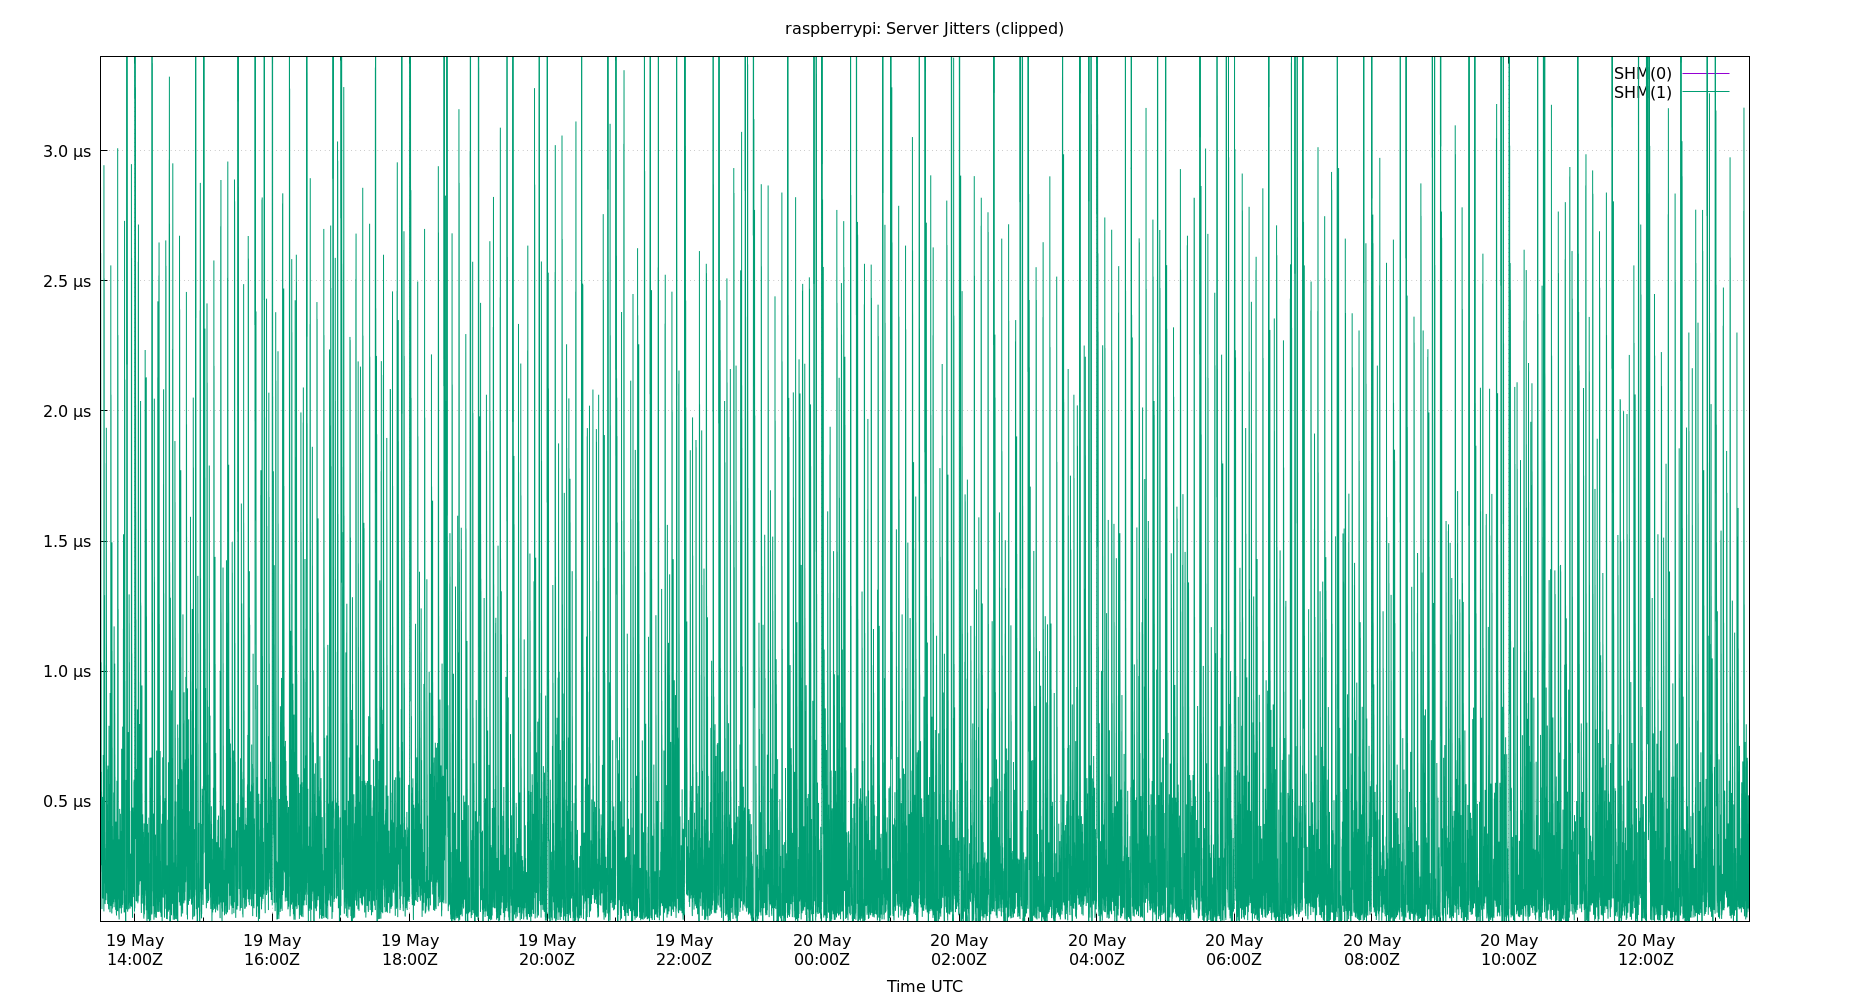 raspberrypi: Server Jitters (clipped)
SHM(0)
SHM(1)
3.0 µs
2.5 µs
2.0 µs
1.5 µs
1.0 µs
0.5 µs
19 May 19 May 19 May 19 May 19 May 20 May 20 May 20 May 20 May 20 May 20 May 20 May
14:00Z 16:00Z 18:00Z 20:00Z 22:00Z 00:00Z 02:00Z 04:00Z 06:00Z 08:00Z 10:00Z 12:00Z
Time UTC